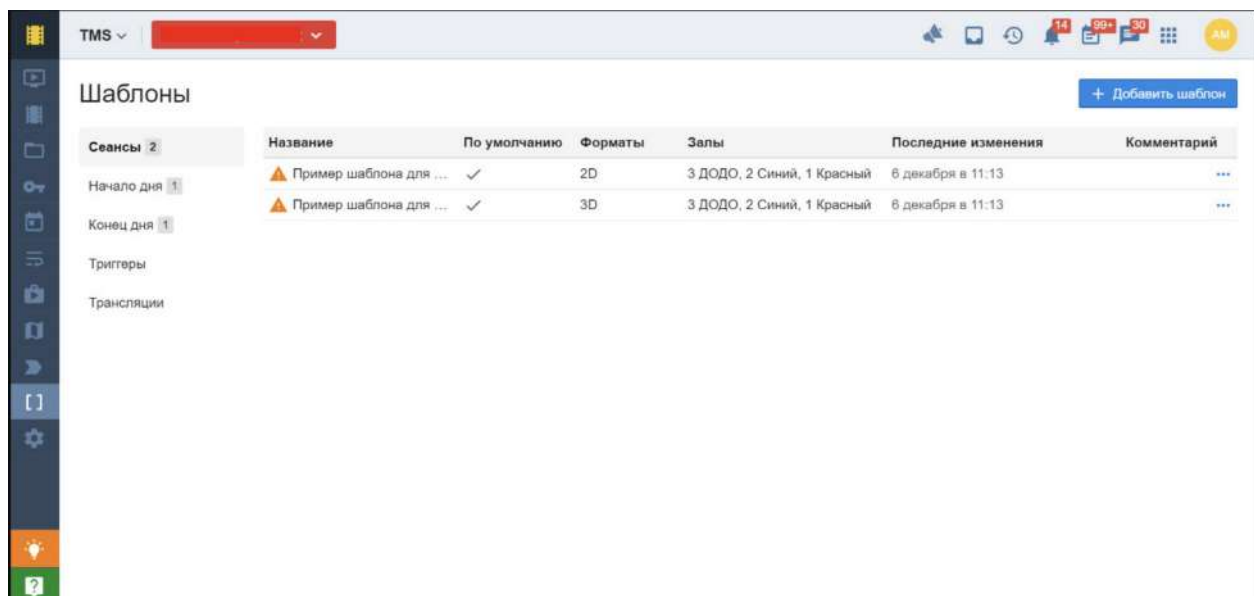 TMS
14
99+
30
AM
Шаблоны
+ Добавить шаблон
Сеансы 2
Начало дня 1
Конец дня 1
Триггеры
Трансляции
Название По умолчанию Форматы Залы Последние изменения Комментарий
Пример шаблона для ... 2D 3 ДОДО, 2 Синий, 1 Красный 6 декабря в 11:13 •••
Пример шаблона для ... 3D 3 ДОДО, 2 Синий, 1 Красный 6 декабря в 11:13 •••
[ ]
?